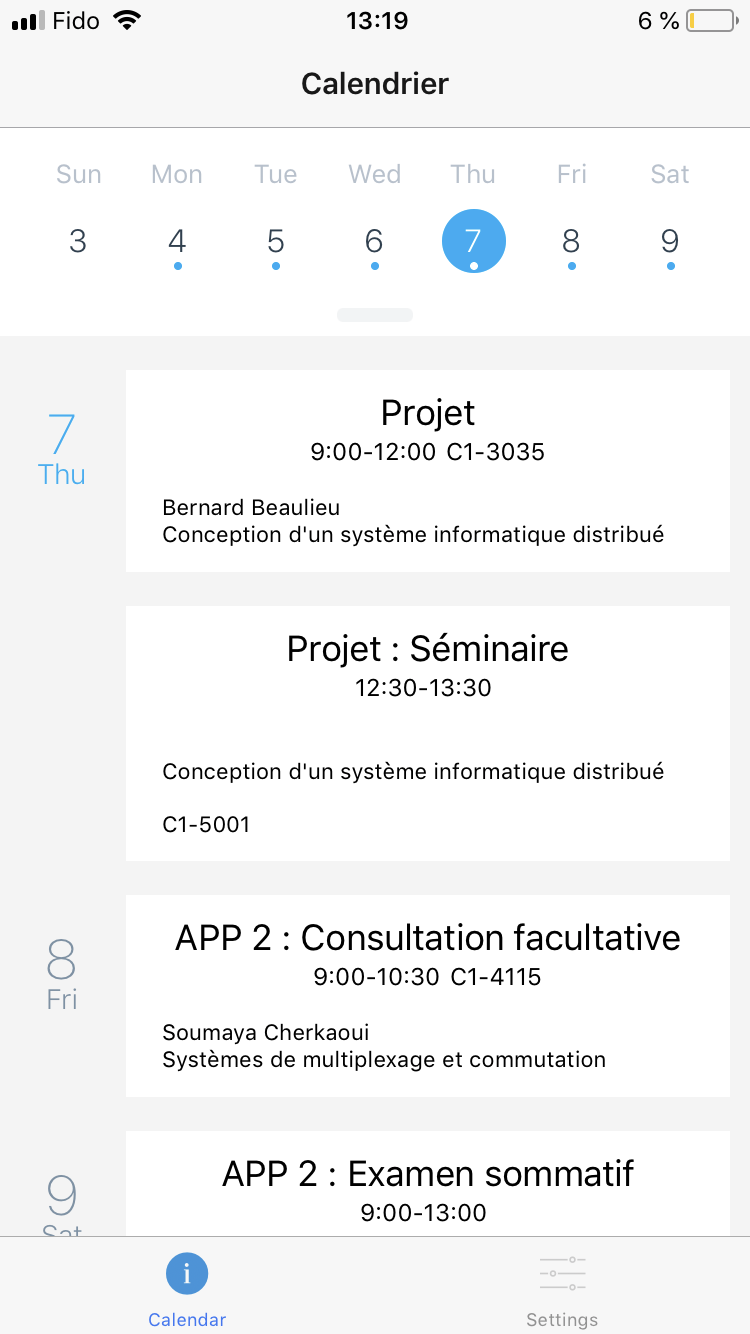 Fido 13:19 6 %
Calendrier
Sun Mon Tue Wed Thu Fri Sat
3 4 5 6 7 8 9
7
Thu
Projet
9:00-12:00 C1-3035
Bernard Beaulieu
Conception d'un système informatique distribué
Projet : Séminaire
12:30-13:30
Conception d'un système informatique distribué
C1-5001
8
Fri
APP 2 : Consultation facultative
9:00-10:30 C1-4115
Soumaya Cherkaoui
Systèmes de multiplexage et commutation
9
Sat
APP 2 : Examen sommatif
9:00-13:00
Calendar Settings